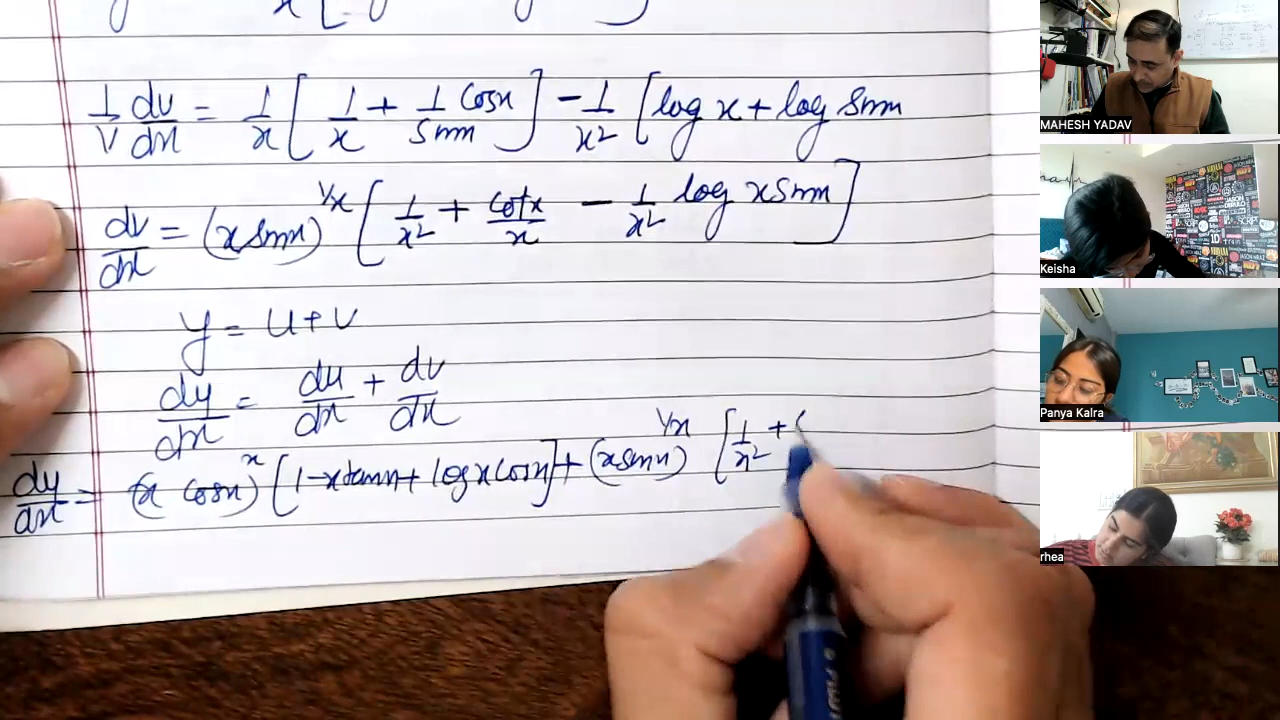 1/v dv/dx = 1/x [ 1/x + 1/sinx cosx ] - 1/x² [ log x + log sinx
dv/dx = (x sinx)^1/x [ 1/x² + cotx/x - 1/x² log x sinx ]
y = u + v
dy/dx = du/dx + dv/dx
dy/dx = (x cosx)^x [ 1 - x tanx + log x cosx ] + (x sinx)^1/x [ 1/x² + (
MAHESH YADAV
Keisha
Panya Kalra
rhea